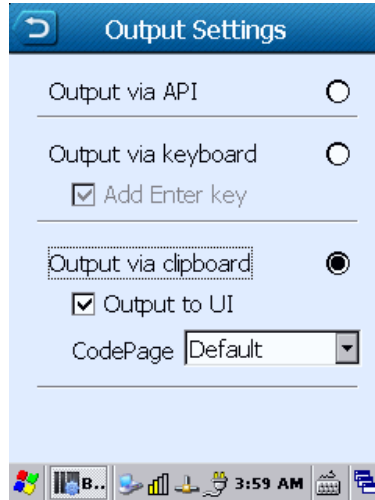 Output Settings
Output via API
Output via keyboard
Add Enter key
Output via clipboard
Output to UI
CodePage Default
B.. 3:59 AM